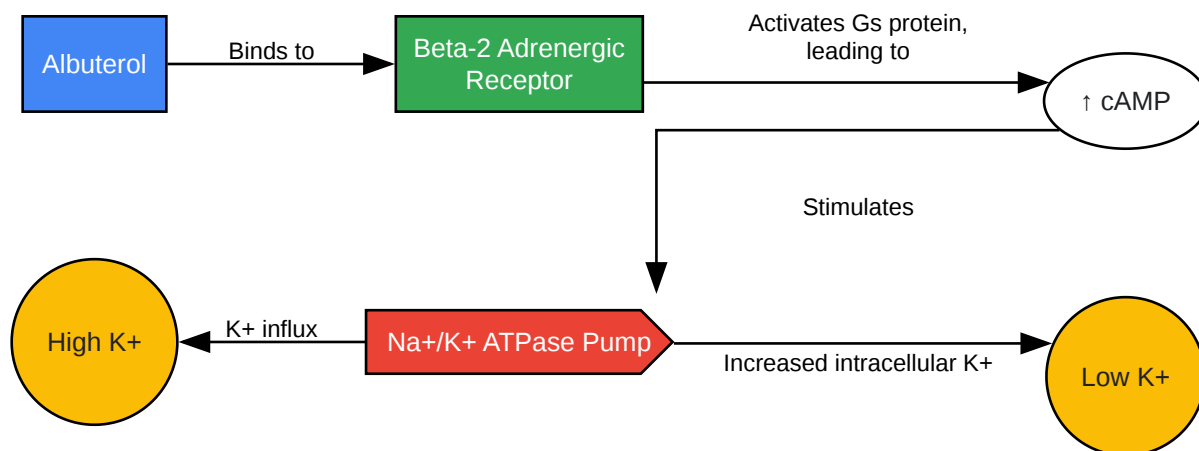 Albuterol
Binds to
Beta-2 Adrenergic
Receptor
Activates Gs protein,
leading to
↑ cAMP
Stimulates
High K+
K+ influx
Na+/K+ ATPase Pump
Increased intracellular K+
Low K+